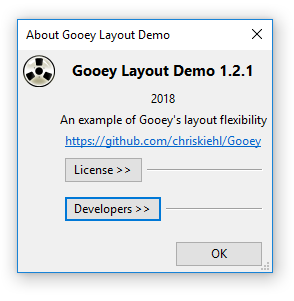 About Gooey Layout Demo
Gooey Layout Demo 1.2.1
2018
An example of Gooey's layout flexibility
https://github.com/chriskiehl/Gooey
License >>
Developers >>
OK